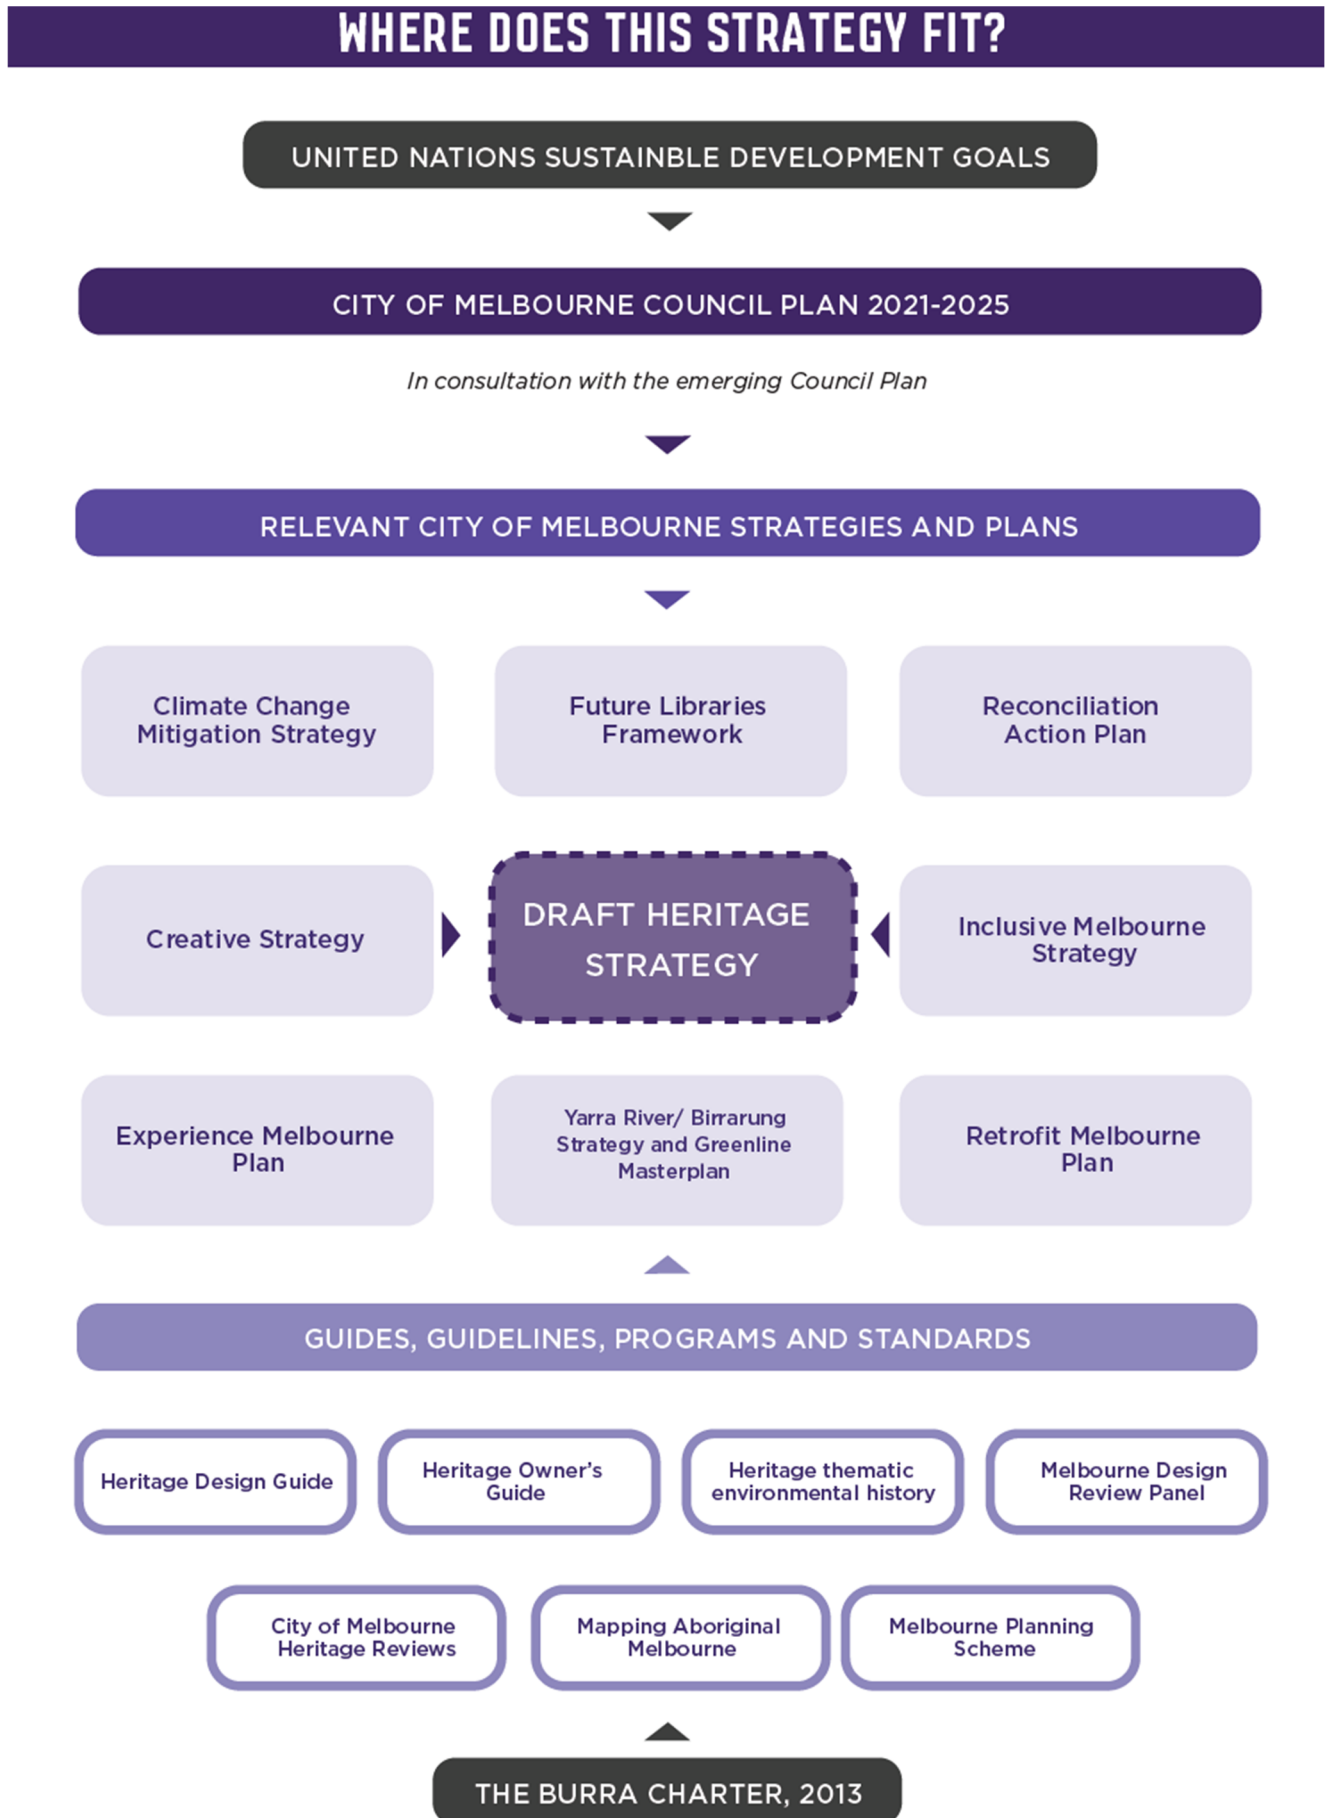 WHERE DOES THIS STRATEGY FIT?
UNITED NATIONS SUSTAINBLE DEVELOPMENT GOALS
CITY OF MELBOURNE COUNCIL PLAN 2021-2025
In consultation with the emerging Council Plan
RELEVANT CITY OF MELBOURNE STRATEGIES AND PLANS
Climate Change
Mitigation Strategy
Future Libraries
Framework
Reconciliation
Action Plan
Creative Strategy
DRAFT HERITAGE
STRATEGY
Inclusive Melbourne
Strategy
Experience Melbourne
Plan
Yarra River/ Birrarung
Strategy and Greenline
Masterplan
Retrofit Melbourne
Plan
GUIDES, GUIDELINES, PROGRAMS AND STANDARDS
Heritage Design Guide
Heritage Owner's
Guide
Heritage thematic
environmental history
Melbourne Design
Review Panel
City of Melbourne
Heritage Reviews
Mapping Aboriginal
Melbourne
Melbourne Planning
Scheme
THE BURRA CHARTER, 2013